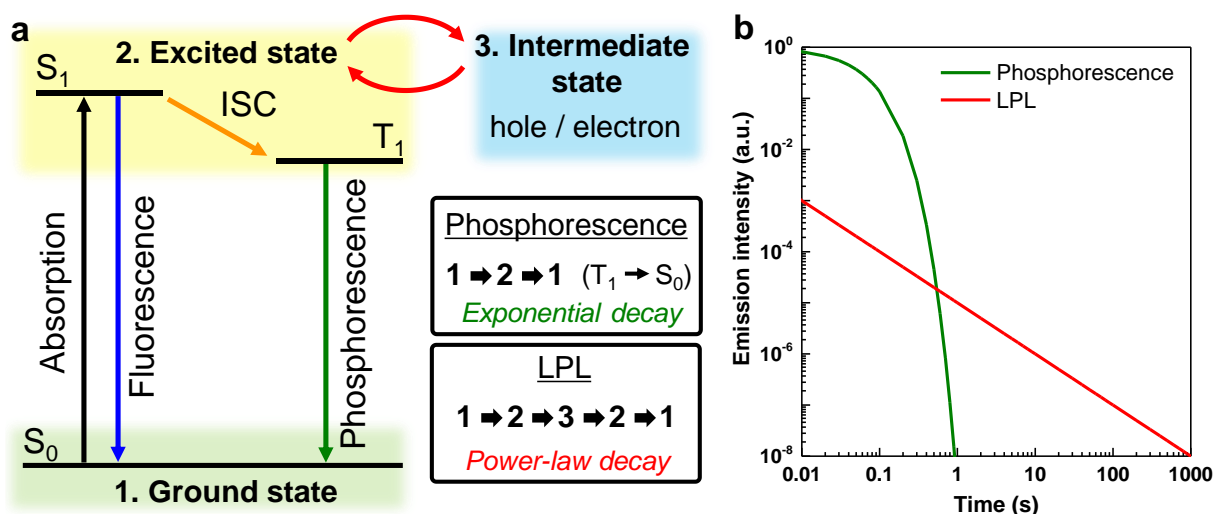 a
2. Excited state
3. Intermediate
state
hole / electron
S₁
ISC
T₁
Absorption
Fluorescence
Phosphorescence
S₀
1. Ground state
Phosphorescence
1 ➡ 2 ➡ 1 (T₁ → S₀)
Exponential decay
LPL
1 ➡ 2 ➡ 3 ➡ 2 ➡ 1
Power-law decay
b
Emission intensity (a.u.)
10⁰
10⁻²
10⁻⁴
10⁻⁶
10⁻⁸
Phosphorescence
LPL
0.01 0.1 1 10 100 1000
Time (s)